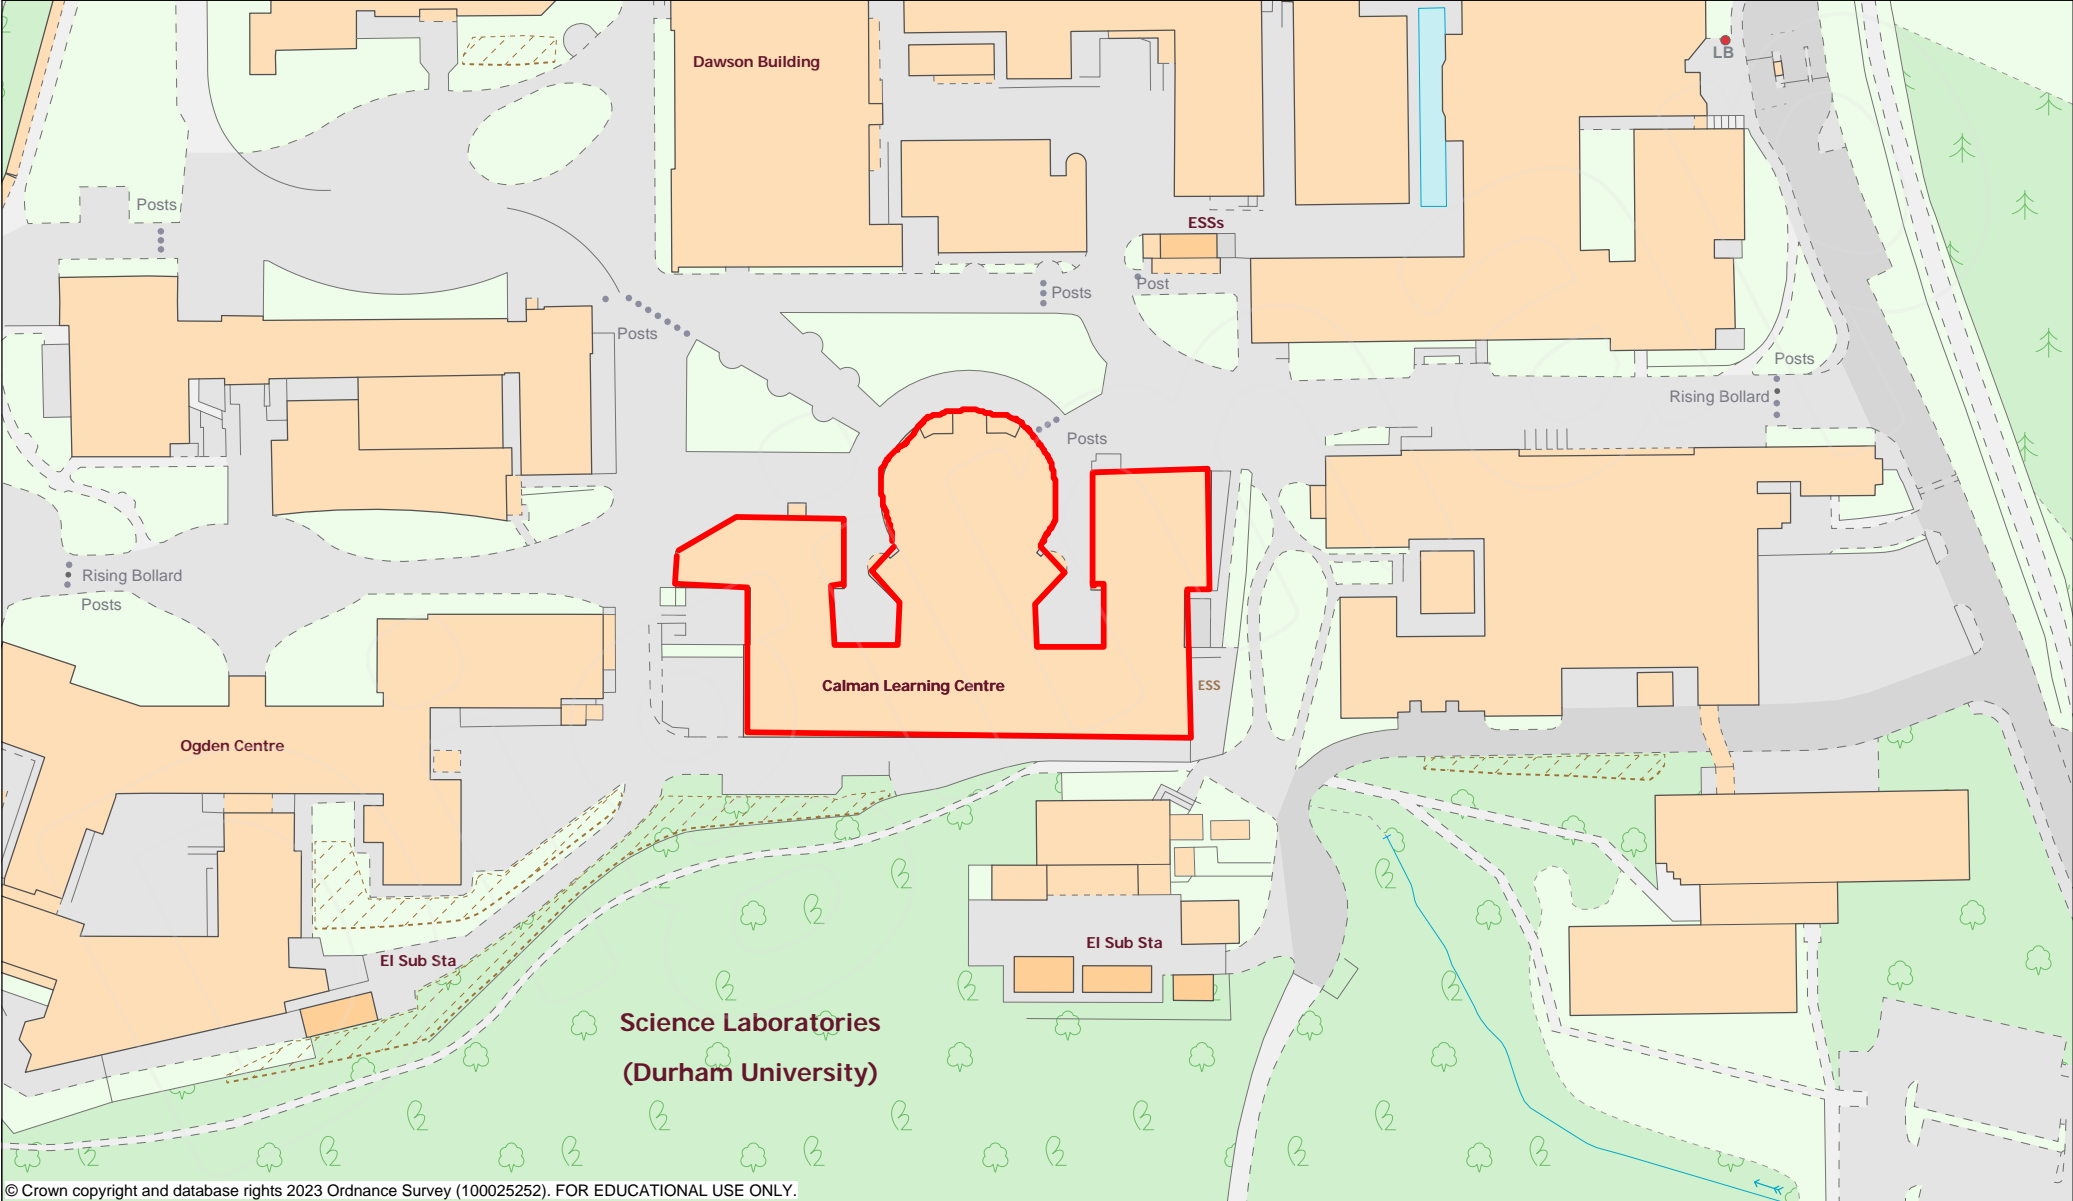 LB
Dawson Building
Posts
ESSs
Post
Posts
Posts
Posts
Rising Bollard
Posts
Rising Bollard
Posts
Calman Learning Centre
ESS
Ogden Centre
El Sub Sta
El Sub Sta
Science Laboratories
(Durham University)
© Crown copyright and database rights 2023 Ordnance Survey (100025252). FOR EDUCATIONAL USE ONLY.